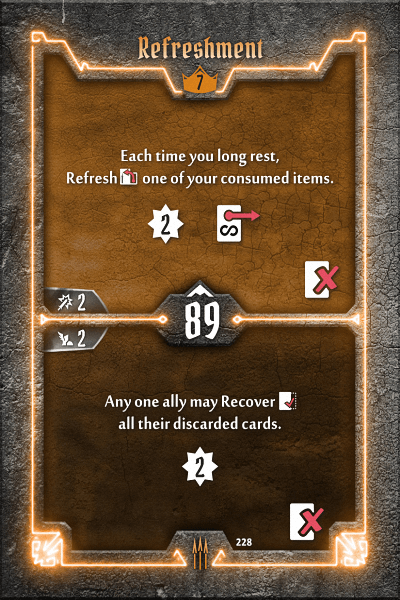 Refreshment
7
Each time you long rest,
Refresh one of your consumed items.
2
2
89
2
Any one ally may Recover
all their discarded cards.
2
228